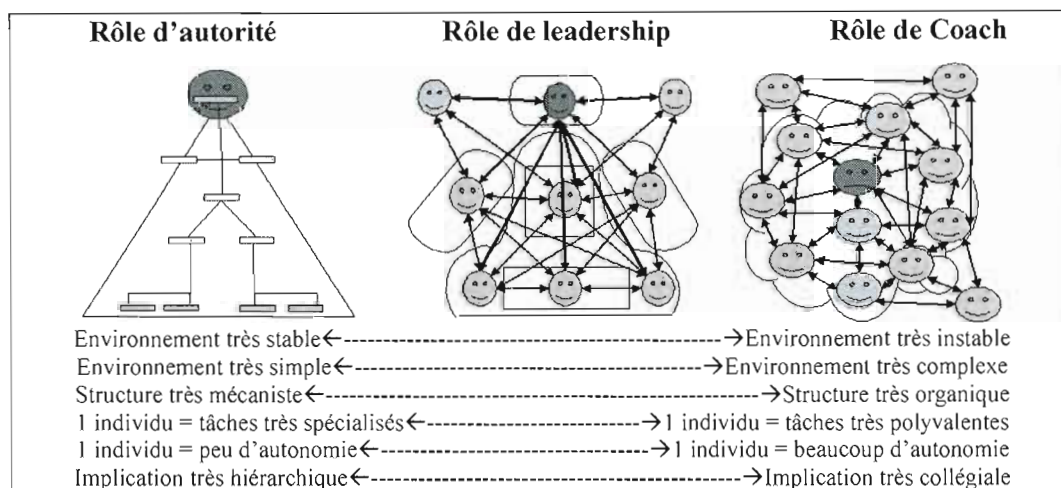 Rôle d'autorité Rôle de leadership Rôle de Coach
Environnement très stable←----------------------→Environnement très instable
Environnement très simple←----------------------→Environnement très complexe
Structure très mécaniste←----------------------→Structure très organique
1 individu = tâches très spécialisés←----------------------→1 individu = tâches très polyvalentes
1 individu = peu d'autonomie←----------------------→1 individu = beaucoup d'autonomie
Implication très hiérarchique←----------------------→Implication très collégiale